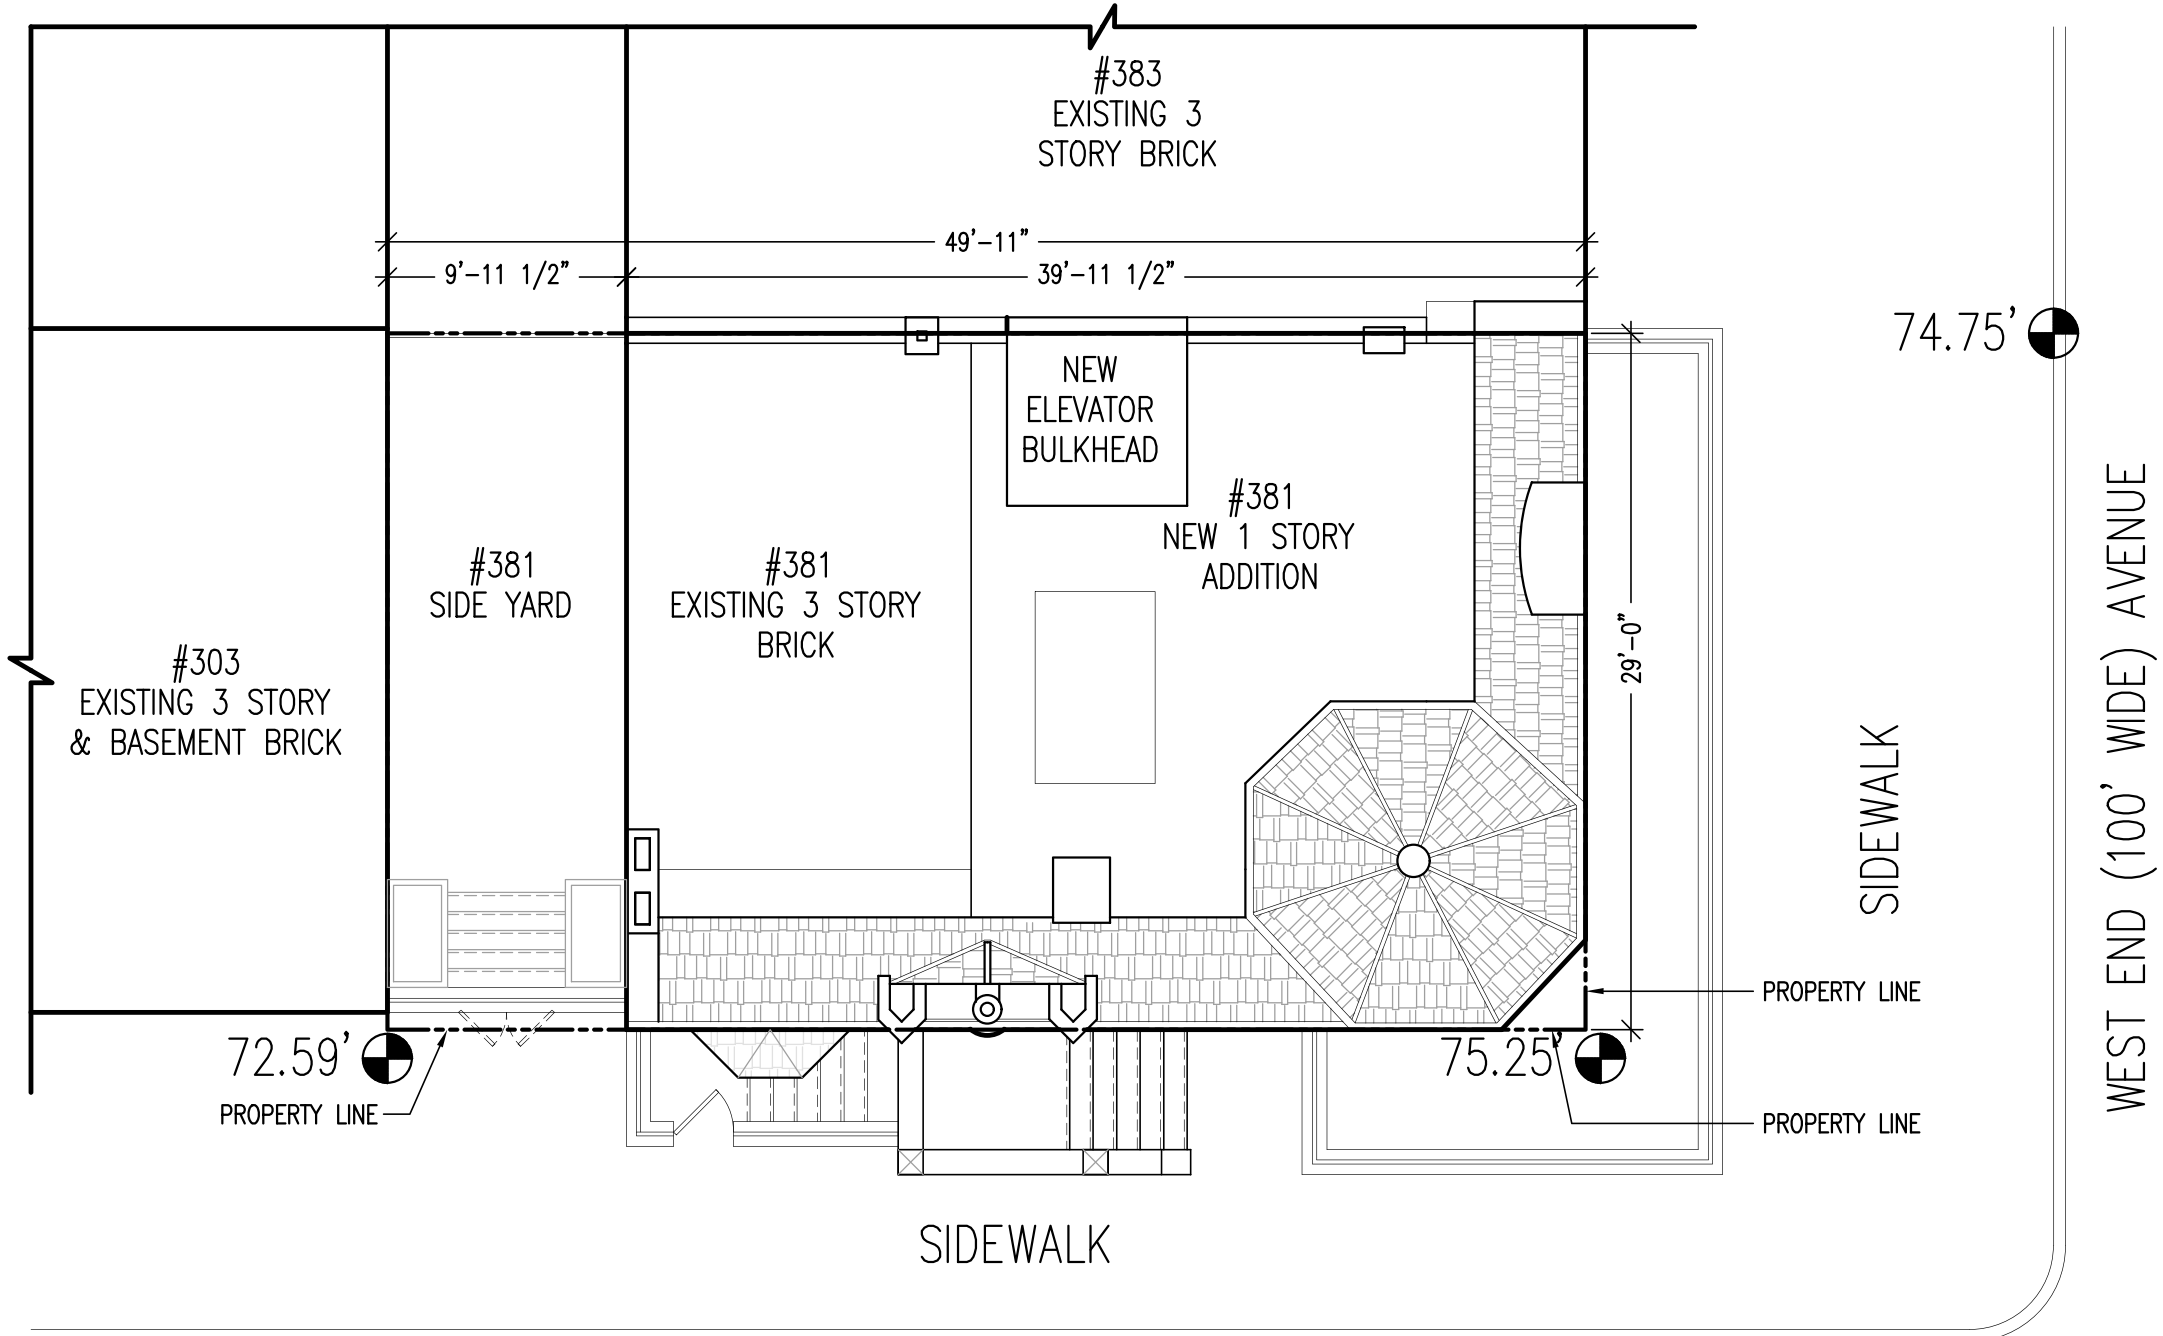 #383
EXISTING 3
STORY BRICK
49'-11"
9'-11 1/2"
39'-11 1/2"
74.75'
NEW
ELEVATOR
BULKHEAD
#381
NEW 1 STORY
ADDITION
#381
SIDE YARD
#381
EXISTING 3 STORY
BRICK
29'-0"
#303
EXISTING 3 STORY
& BASEMENT BRICK
SIDEWALK
WEST END (100' WIDE) AVENUE
PROPERTY LINE
72.59'
75.25'
PROPERTY LINE
PROPERTY LINE
SIDEWALK